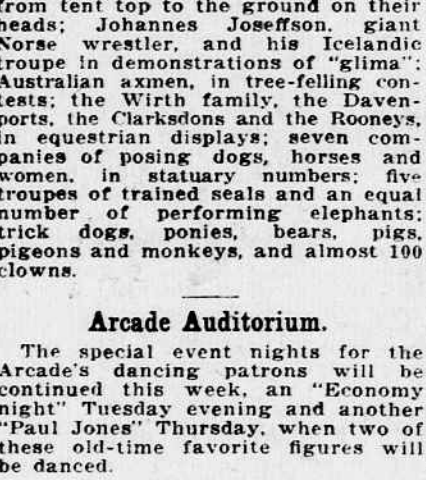 from tent top to the ground on their
heads; Johannes Joseffson, giant
Norse wrestler, and his Icelandic
troupe in demonstrations of "glima";
Australian axmen, in tree-felling con-
tests; the Wirth family, the Daven-
ports, the Clarksdons and the Rooneys,
in equestrian displays; seven com-
panies of posing dogs, horses and
women, in statuary numbers; five
troupes of trained seals and an equal
number of performing elephants;
trick dogs, ponies, bears, pigs,
pigeons and monkeys, and almost 100
clowns.
Arcade Auditorium.
The special event nights for the
Arcade's dancing patrons will be
continued this week, an "Economy
night" Tuesday evening and another
"Paul Jones" Thursday, when two of
these old-time favorite figures will
be danced.